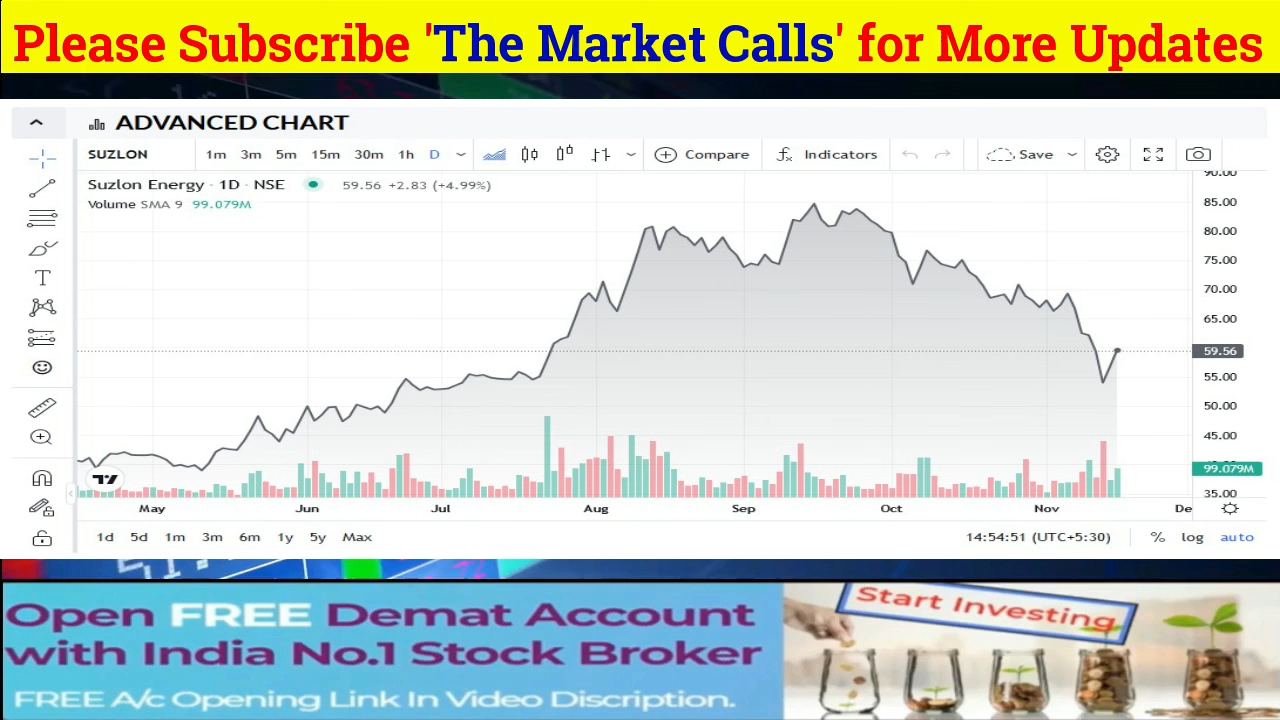 Please Subscribe 'The Market Calls' for More Updates
ADVANCED CHART
SUZLON 1m 3m 5m 15m 30m 1h D Compare Indicators Save
Suzlon Energy · 1D · NSE 59.56 +2.83 (+4.99%)
Volume SMA 9 99.079M
90.00
85.00
80.00
75.00
70.00
65.00
59.56
55.00
50.00
45.00
99.079M
35.00
May Jun Jul Aug Sep Oct Nov De
1d 5d 1m 3m 6m 1y 5y Max 14:54:51 (UTC+5:30) % log auto
Open FREE Demat Account
with India No.1 Stock Broker
FREE A/c Opening Link In Video Discription.
Start Investing